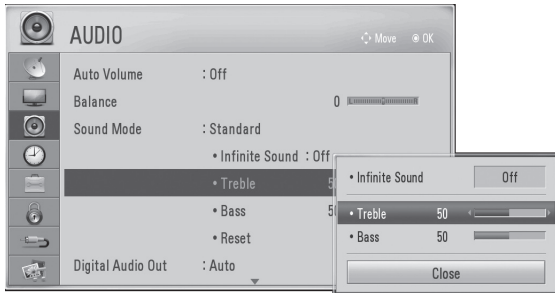 AUDIO
Move OK
Auto Volume : Off
Balance 0 L R
Sound Mode : Standard
• Infinite Sound : Off
• Treble 5
• Bass 5
• Reset
Digital Audio Out : Auto
• Infinite Sound Off
• Treble 50
• Bass 50
Close